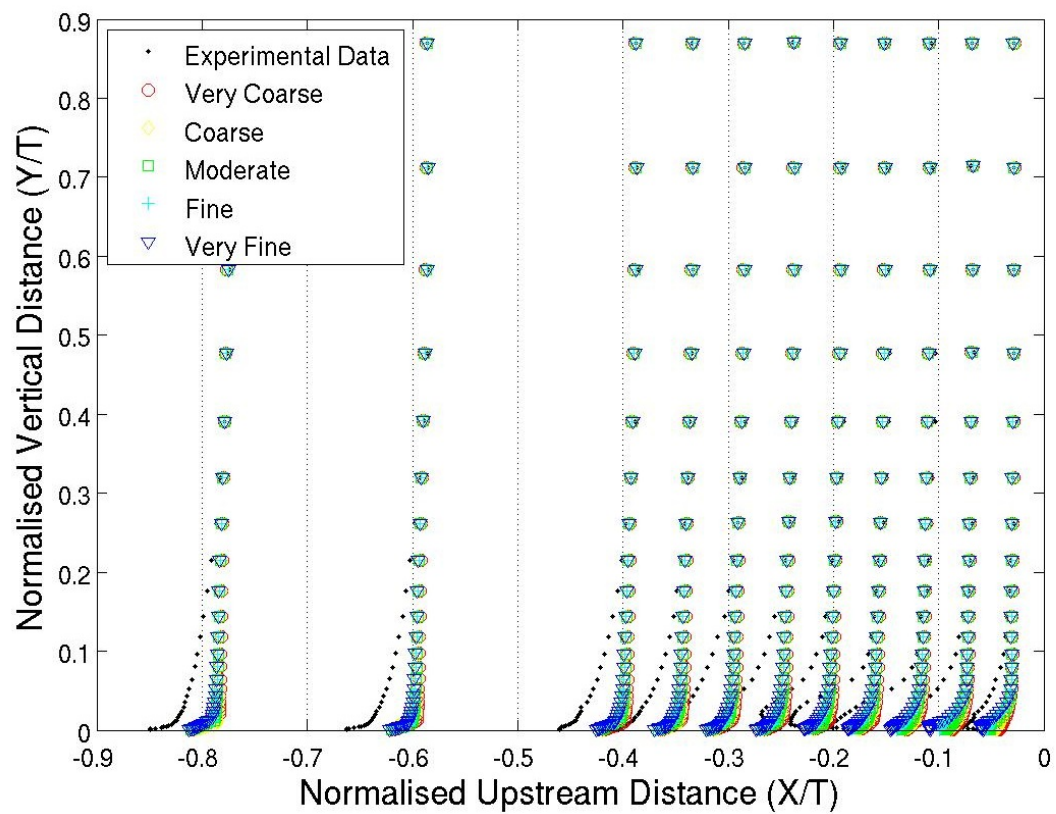 0.9
0.8
0.7
0.6
0.5
0.4
0.3
0.2
0.1
0
Normalised Vertical Distance (Y/T)
Experimental Data
Very Coarse
Coarse
Moderate
Fine
Very Fine
-0.9 -0.8 -0.7 -0.6 -0.5 -0.4 -0.3 -0.2 -0.1 0
Normalised Upstream Distance (X/T)